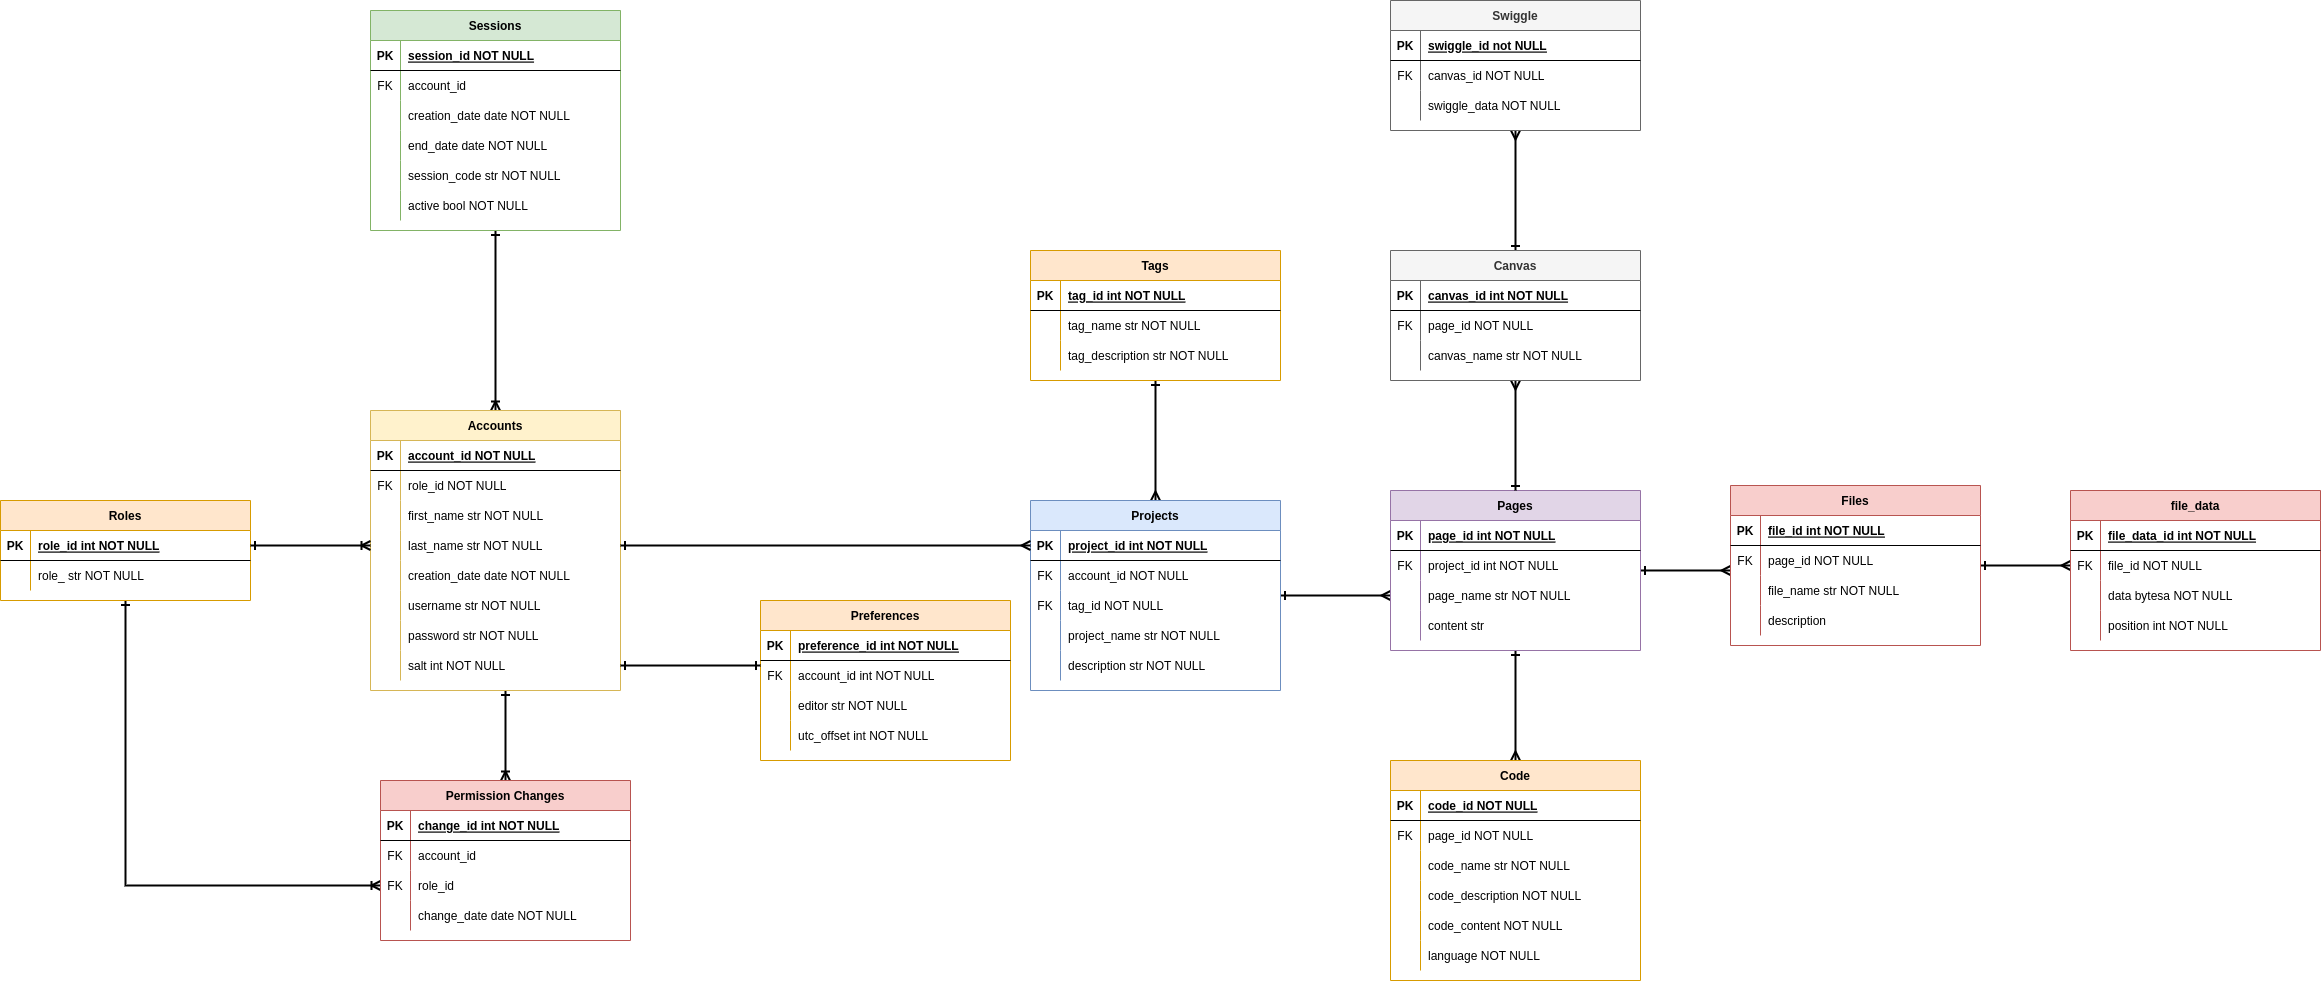 Sessions
PK session_id NOT NULL
FK account_id
creation_date date NOT NULL
end_date date NOT NULL
session_code str NOT NULL
active bool NOT NULL
Swiggle
PK swiggle_id not NULL
FK canvas_id NOT NULL
swiggle_data NOT NULL
Tags
PK tag_id int NOT NULL
tag_name str NOT NULL
tag_description str NOT NULL
Canvas
PK canvas_id int NOT NULL
FK page_id NOT NULL
canvas_name str NOT NULL
Roles
PK role_id int NOT NULL
role_ str NOT NULL
Accounts
PK account_id NOT NULL
FK role_id NOT NULL
first_name str NOT NULL
last_name str NOT NULL
creation_date date NOT NULL
username str NOT NULL
password str NOT NULL
salt int NOT NULL
Preferences
PK preference_id int NOT NULL
FK account_id int NOT NULL
editor str NOT NULL
utc_offset int NOT NULL
Projects
PK project_id int NOT NULL
FK account_id NOT NULL
FK tag_id NOT NULL
project_name str NOT NULL
description str NOT NULL
Pages
PK page_id int NOT NULL
FK project_id int NOT NULL
page_name str NOT NULL
content str
Files
PK file_id int NOT NULL
FK page_id NOT NULL
file_name str NOT NULL
description
file_data
PK file_data_id int NOT NULL
FK file_id NOT NULL
data bytesa NOT NULL
position int NOT NULL
Permission Changes
PK change_id int NOT NULL
FK account_id
FK role_id
change_date date NOT NULL
Code
PK code_id NOT NULL
FK page_id NOT NULL
code_name str NOT NULL
code_description NOT NULL
code_content NOT NULL
language NOT NULL